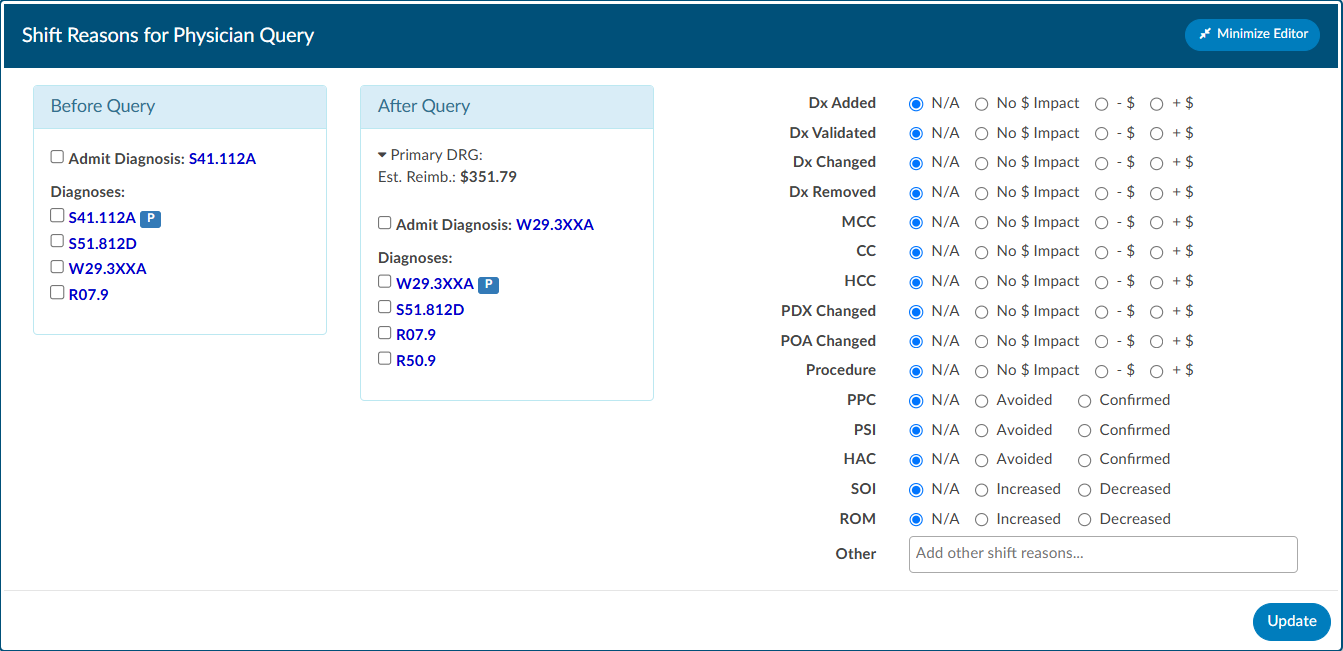 Shift Reasons for Physician Query
Minimize Editor
Before Query
Admit Diagnosis: S41.112A
Diagnoses:
S41.112A P
S51.812D
W29.3XXA
R07.9
After Query
Primary DRG:
Est. Reimb.: $351.79
Admit Diagnosis: W29.3XXA
Diagnoses:
W29.3XXA P
S51.812D
R07.9
R50.9
Dx Added N/A No $ Impact - $ + $
Dx Validated N/A No $ Impact - $ + $
Dx Changed N/A No $ Impact - $ + $
Dx Removed N/A No $ Impact - $ + $
MCC N/A No $ Impact - $ + $
CC N/A No $ Impact - $ + $
HCC N/A No $ Impact - $ + $
PDX Changed N/A No $ Impact - $ + $
POA Changed N/A No $ Impact - $ + $
Procedure N/A No $ Impact - $ + $
PPC N/A Avoided Confirmed
PSI N/A Avoided Confirmed
HAC N/A Avoided Confirmed
SOI N/A Increased Decreased
ROM N/A Increased Decreased
Other Add other shift reasons...
Update